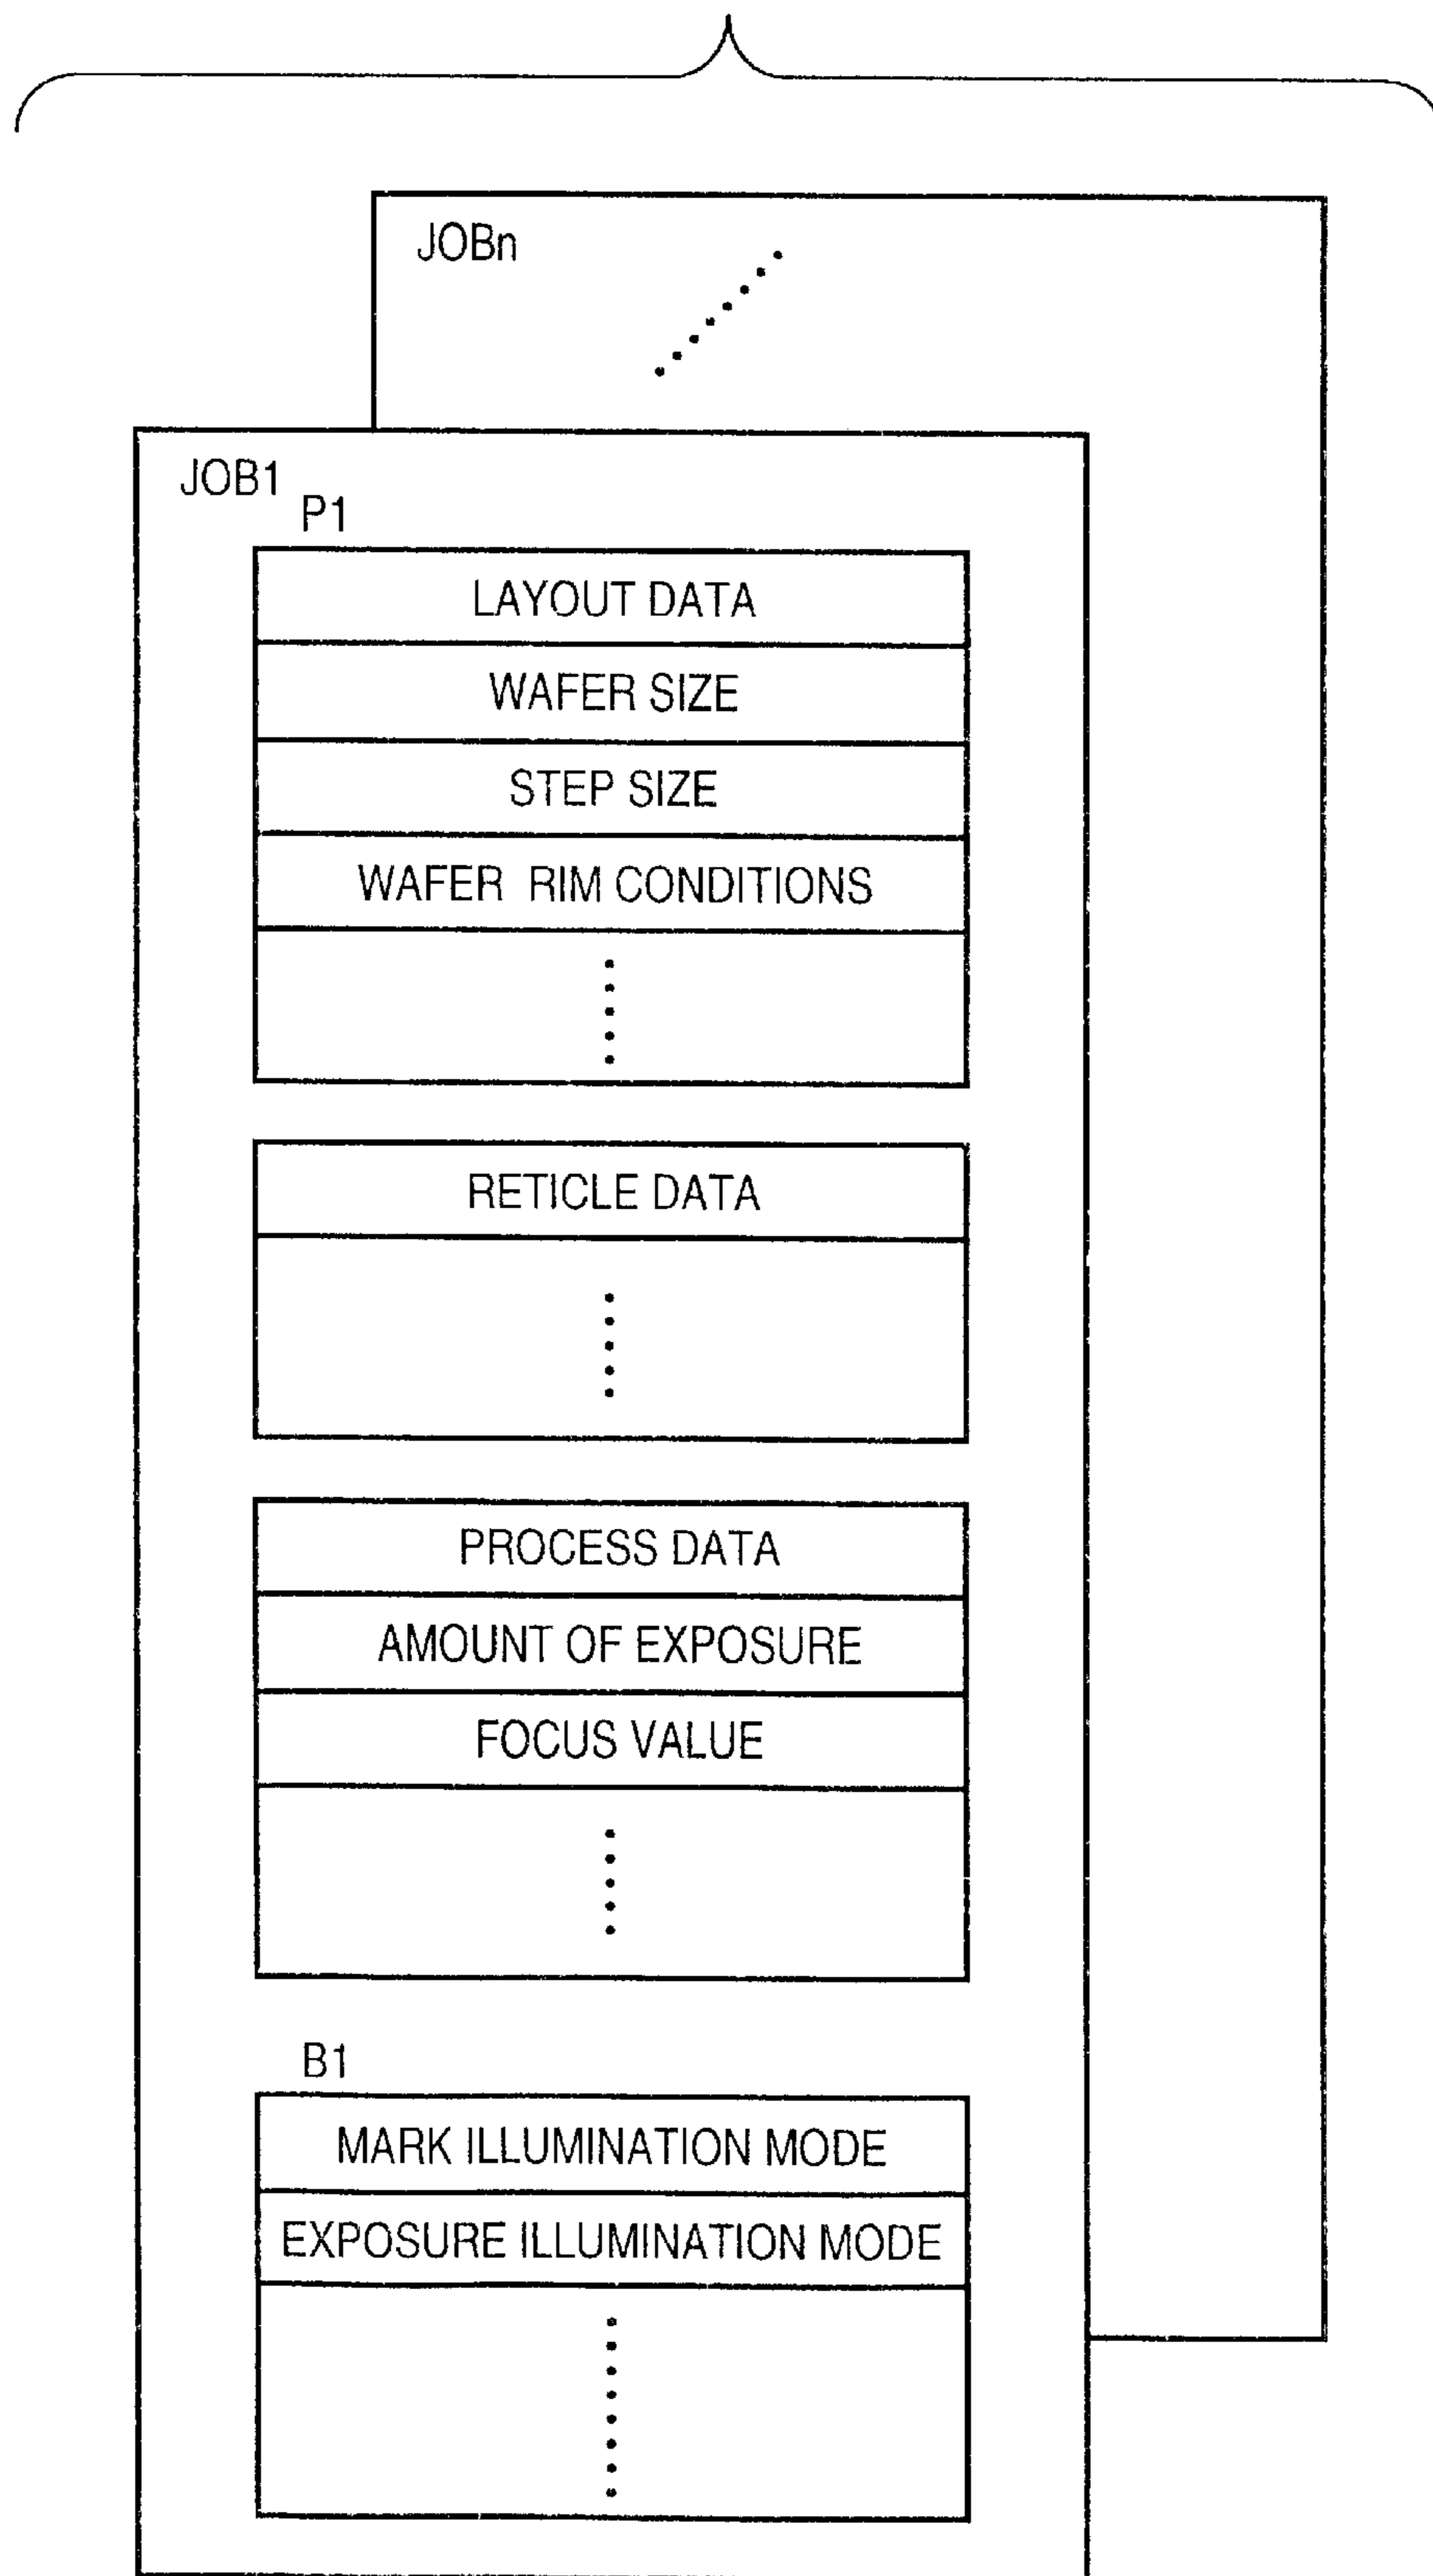 JOBn
JOB1
P1
LAYOUT DATA
WAFER SIZE
STEP SIZE
WAFER RIM CONDITIONS
RETICLE DATA
PROCESS DATA
AMOUNT OF EXPOSURE
FOCUS VALUE
B1
MARK ILLUMINATION MODE
EXPOSURE ILLUMINATION MODE